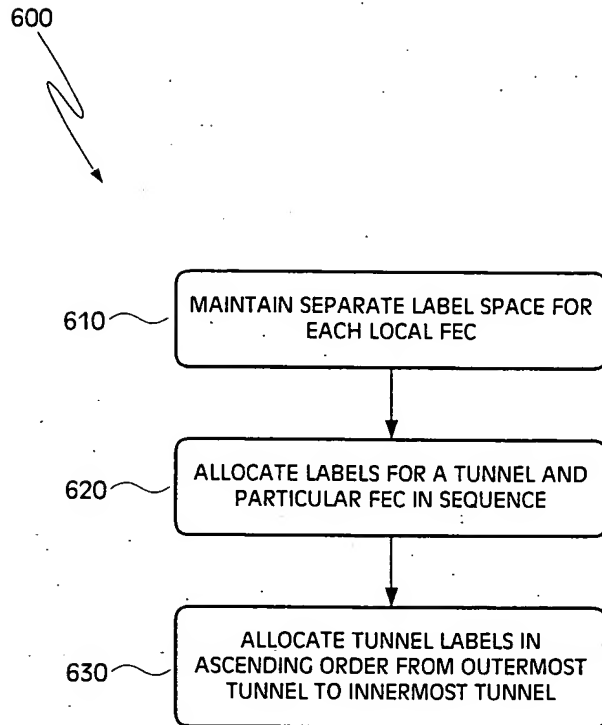 600
610
MAINTAIN SEPARATE LABEL SPACE FOR
EACH LOCAL FEC
620
ALLOCATE LABELS FOR A TUNNEL AND
PARTICULAR FEC IN SEQUENCE
630
ALLOCATE TUNNEL LABELS IN
ASCENDING ORDER FROM OUTERMOST
TUNNEL TO INNERMOST TUNNEL